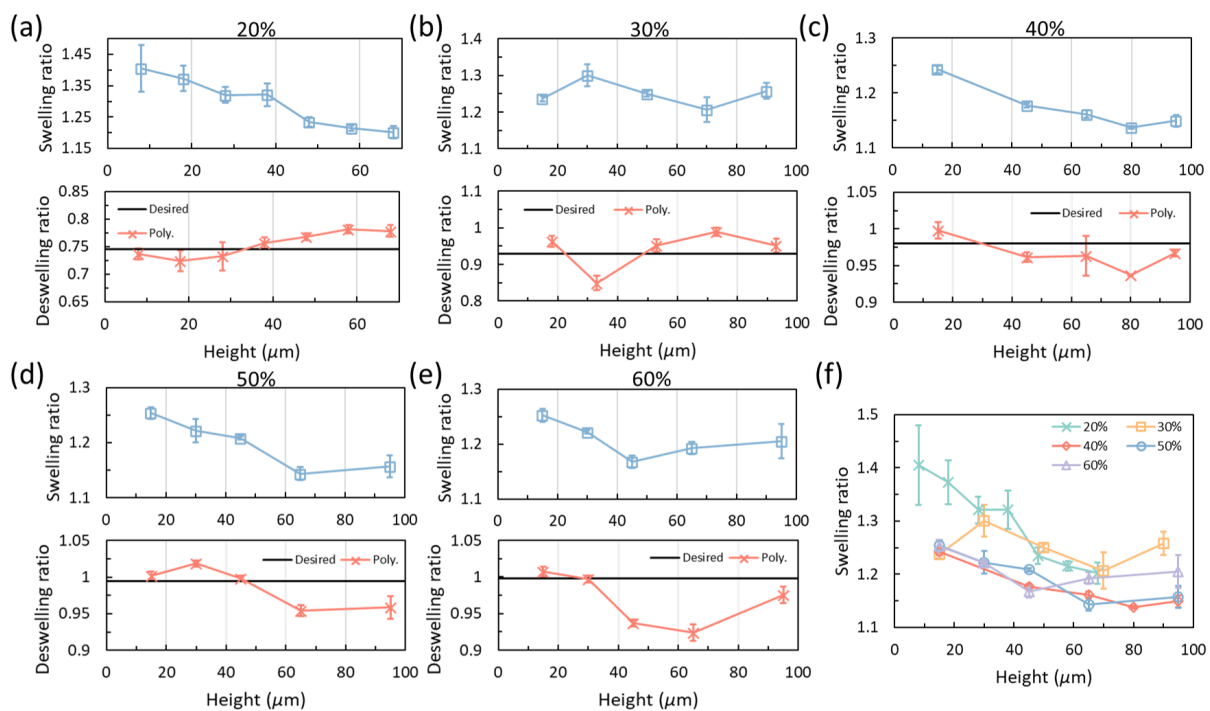 (a) 20%
Swelling ratio
1.45
1.35
1.25
1.15
0 20 40 60
Deswelling ratio
0.85
0.75
0.65
Desired
Poly.
0 20 40 60
Height (μm)
(b) 30%
Swelling ratio
1.4
1.3
1.2
1.1
0 20 40 60 80 100
Deswelling ratio
1.1
1
0.9
0.8
Desired Poly.
0 20 40 60 80 100
Height (μm)
(c) 40%
Swelling ratio
1.3
1.2
1.1
0 20 40 60 80 100
Deswelling ratio
1.05
1
0.95
0.9
Desired Poly.
0 20 40 60 80 100
Height (μm)
(d) 50%
Swelling ratio
1.3
1.2
1.1
0 20 40 60 80 100
Deswelling ratio
1.05
1
0.95
0.9
Desired Poly.
0 20 40 60 80 100
Height (μm)
(e) 60%
Swelling ratio
1.3
1.2
1.1
0 20 40 60 80 100
Deswelling ratio
1.05
1
0.95
0.9
Desired Poly.
0 20 40 60 80 100
Height (μm)
(f)
Swelling ratio
1.5
1.4
1.3
1.2
1.1
20% 30%
40% 50%
60%
0 20 40 60 80 100
Height (μm)